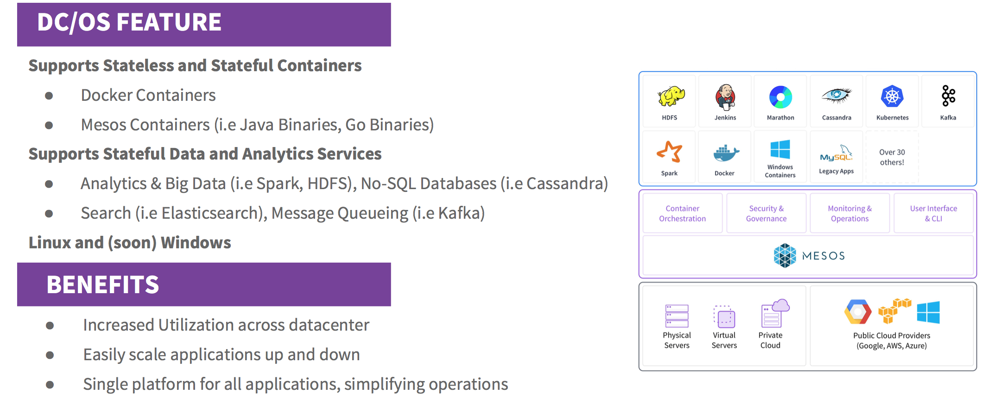 DC/OS FEATURE
Supports Stateless and Stateful Containers
● Docker Containers
● Mesos Containers (i.e Java Binaries, Go Binaries)
Supports Stateful Data and Analytics Services
● Analytics & Big Data (i.e Spark, HDFS), No-SQL Databases (i.e Cassandra)
● Search (i.e Elasticsearch), Message Queueing (i.e Kafka)
Linux and (soon) Windows
BENEFITS
● Increased Utilization across datacenter
● Easily scale applications up and down
● Single platform for all applications, simplifying operations
HDFS
Jenkins
Marathon
Cassandra
Kubernetes
Kafka
Spark
Docker
Windows
Containers
MySQL
Legacy Apps
Over 30
others!
Container
Orchestration
Security &
Governance
Monitoring &
Operations
User Interface
& CLI
MESOS
Physical
Servers
Virtual
Servers
Private
Cloud
Public Cloud Providers
(Google, AWS, Azure)